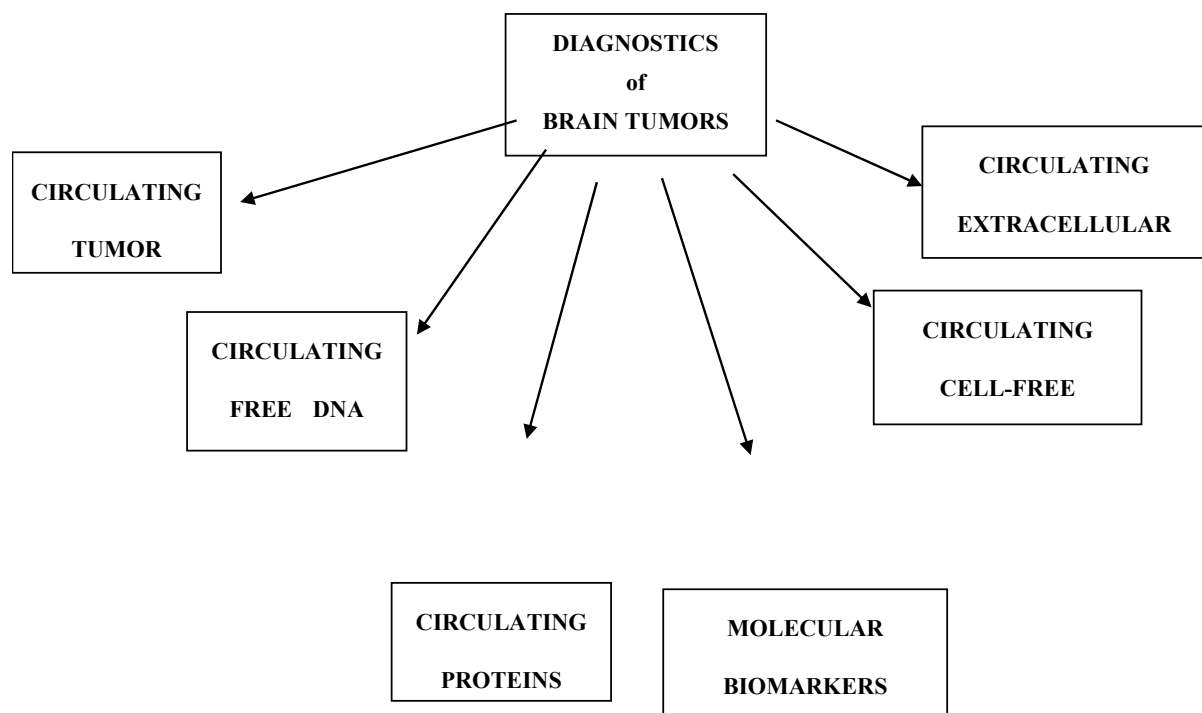 DIAGNOSTICS
of
BRAIN TUMORS
CIRCULATING
TUMOR
CIRCULATING
EXTRACELLULAR
CIRCULATING
FREE DNA
CIRCULATING
CELL-FREE
CIRCULATING
PROTEINS
MOLECULAR
BIOMARKERS